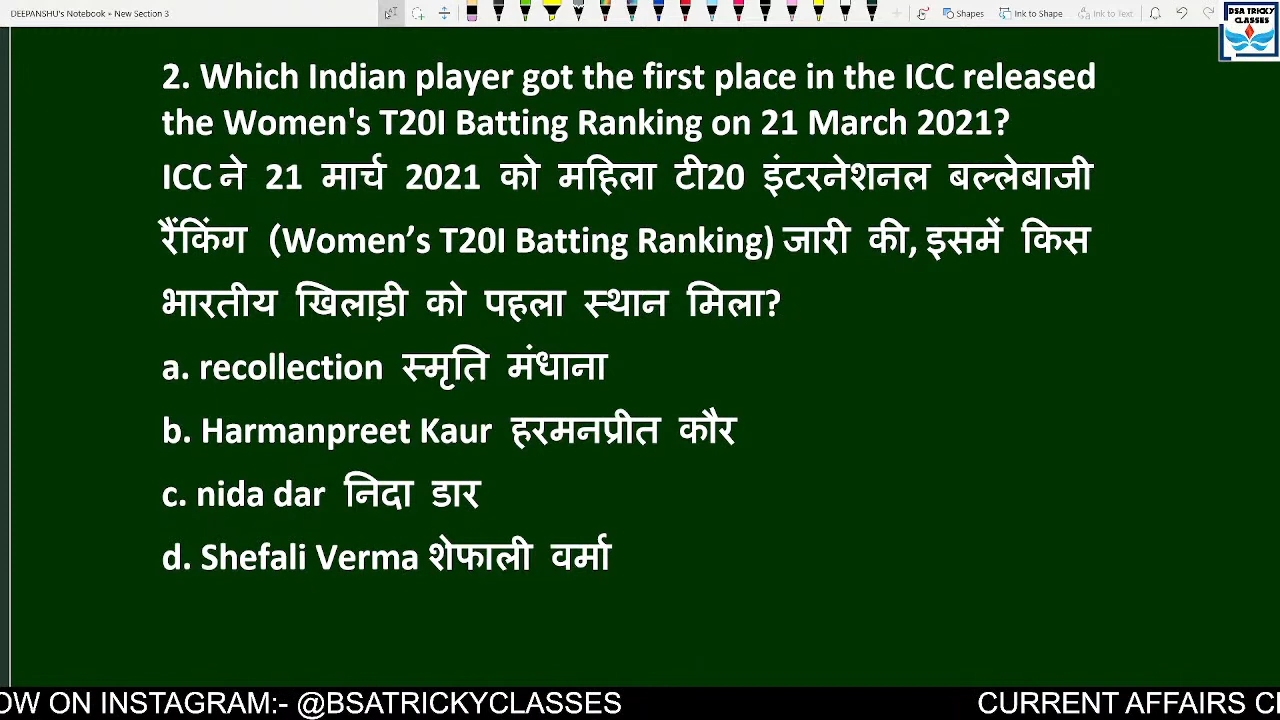 DEEPANSHU's Notebook » New Section 3
Shapes
Ink to Shape
Ink to Text
BSA TRICKY
CLASSES
2. Which Indian player got the first place in the ICC released
the Women's T20I Batting Ranking on 21 March 2021?
ICC ने 21 मार्च 2021 को महिला टी20 इंटरनेशनल बल्लेबाजी
रैंकिंग (Women’s T20I Batting Ranking) जारी की, इसमें किस
भारतीय खिलाड़ी को पहला स्थान मिला?
a. recollection स्मृति मंधाना
b. Harmanpreet Kaur हरमनप्रीत कौर
c. nida dar निदा डार
d. Shefali Verma शेफाली वर्मा
OW ON INSTAGRAM:- @BSATRICKYCLASSES CURRENT AFFAIRS C